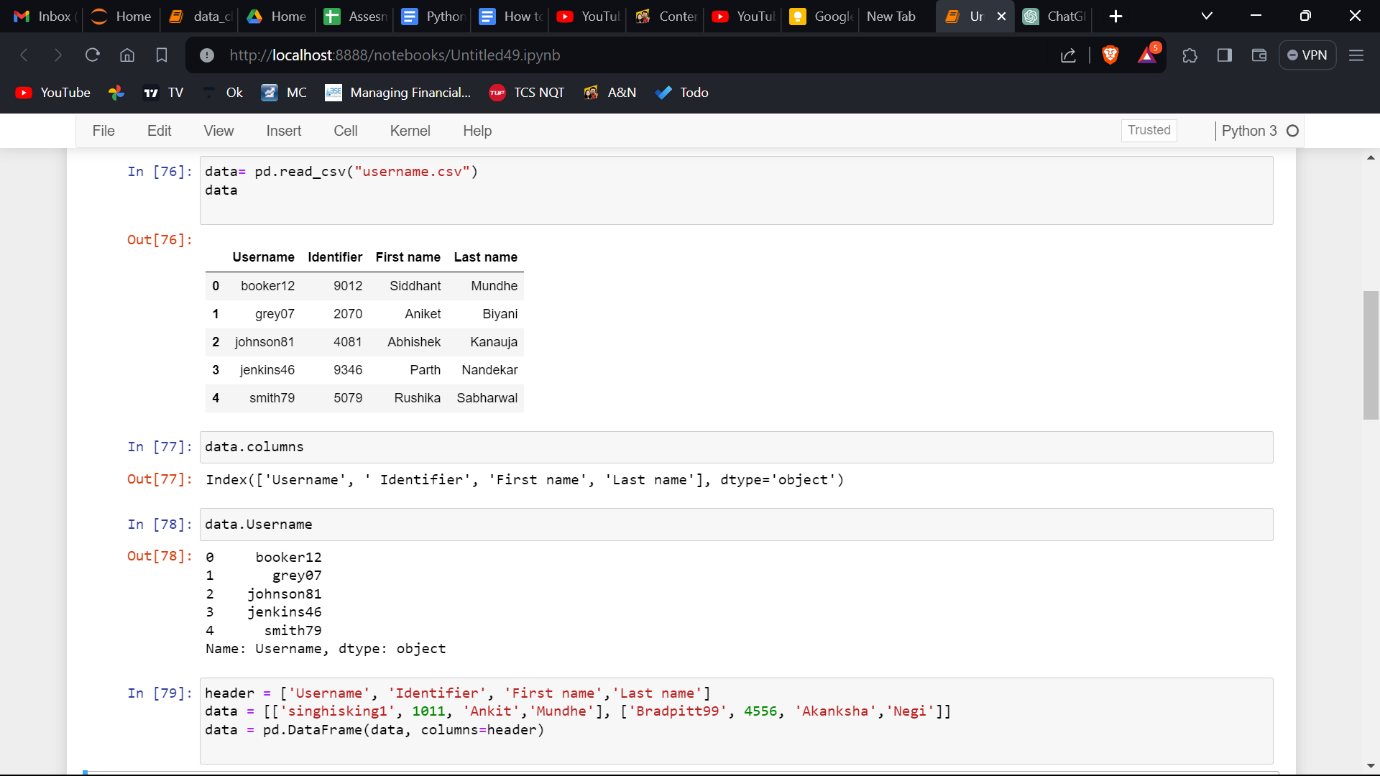 Inbox (
Home
data_cl
Home
Assesm
Python
How to
YouTu
Conter
YouTu
Google
New Tab
Un
ChatGP
http://localhost:8888/notebooks/Untitled49.ipynb
5
VPN
YouTube
TV
Ok
MC
Managing Financial...
TCS NQT
A&N
Todo
File Edit View Insert Cell Kernel Help
Trusted
Python 3
In [76]: data= pd.read_csv("username.csv")
data
Out[76]:
Username Identifier First name Last name
0 booker12 9012 Siddhant Mundhe
1 grey07 2070 Aniket Biyani
2 johnson81 4081 Abhishek Kanauja
3 jenkins46 9346 Parth Nandekar
4 smith79 5079 Rushika Sabharwal
In [77]: data.columns
Out[77]: Index(['Username', ' Identifier', 'First name', 'Last name'], dtype='object')
In [78]: data.Username
Out[78]: 0 booker12
1 grey07
2 johnson81
3 jenkins46
4 smith79
Name: Username, dtype: object
In [79]: header = ['Username', 'Identifier', 'First name','Last name']
data = [['singhisking1', 1011, 'Ankit','Mundhe'], ['Bradpitt99', 4556, 'Akanksha','Negi']]
data = pd.DataFrame(data, columns=header)